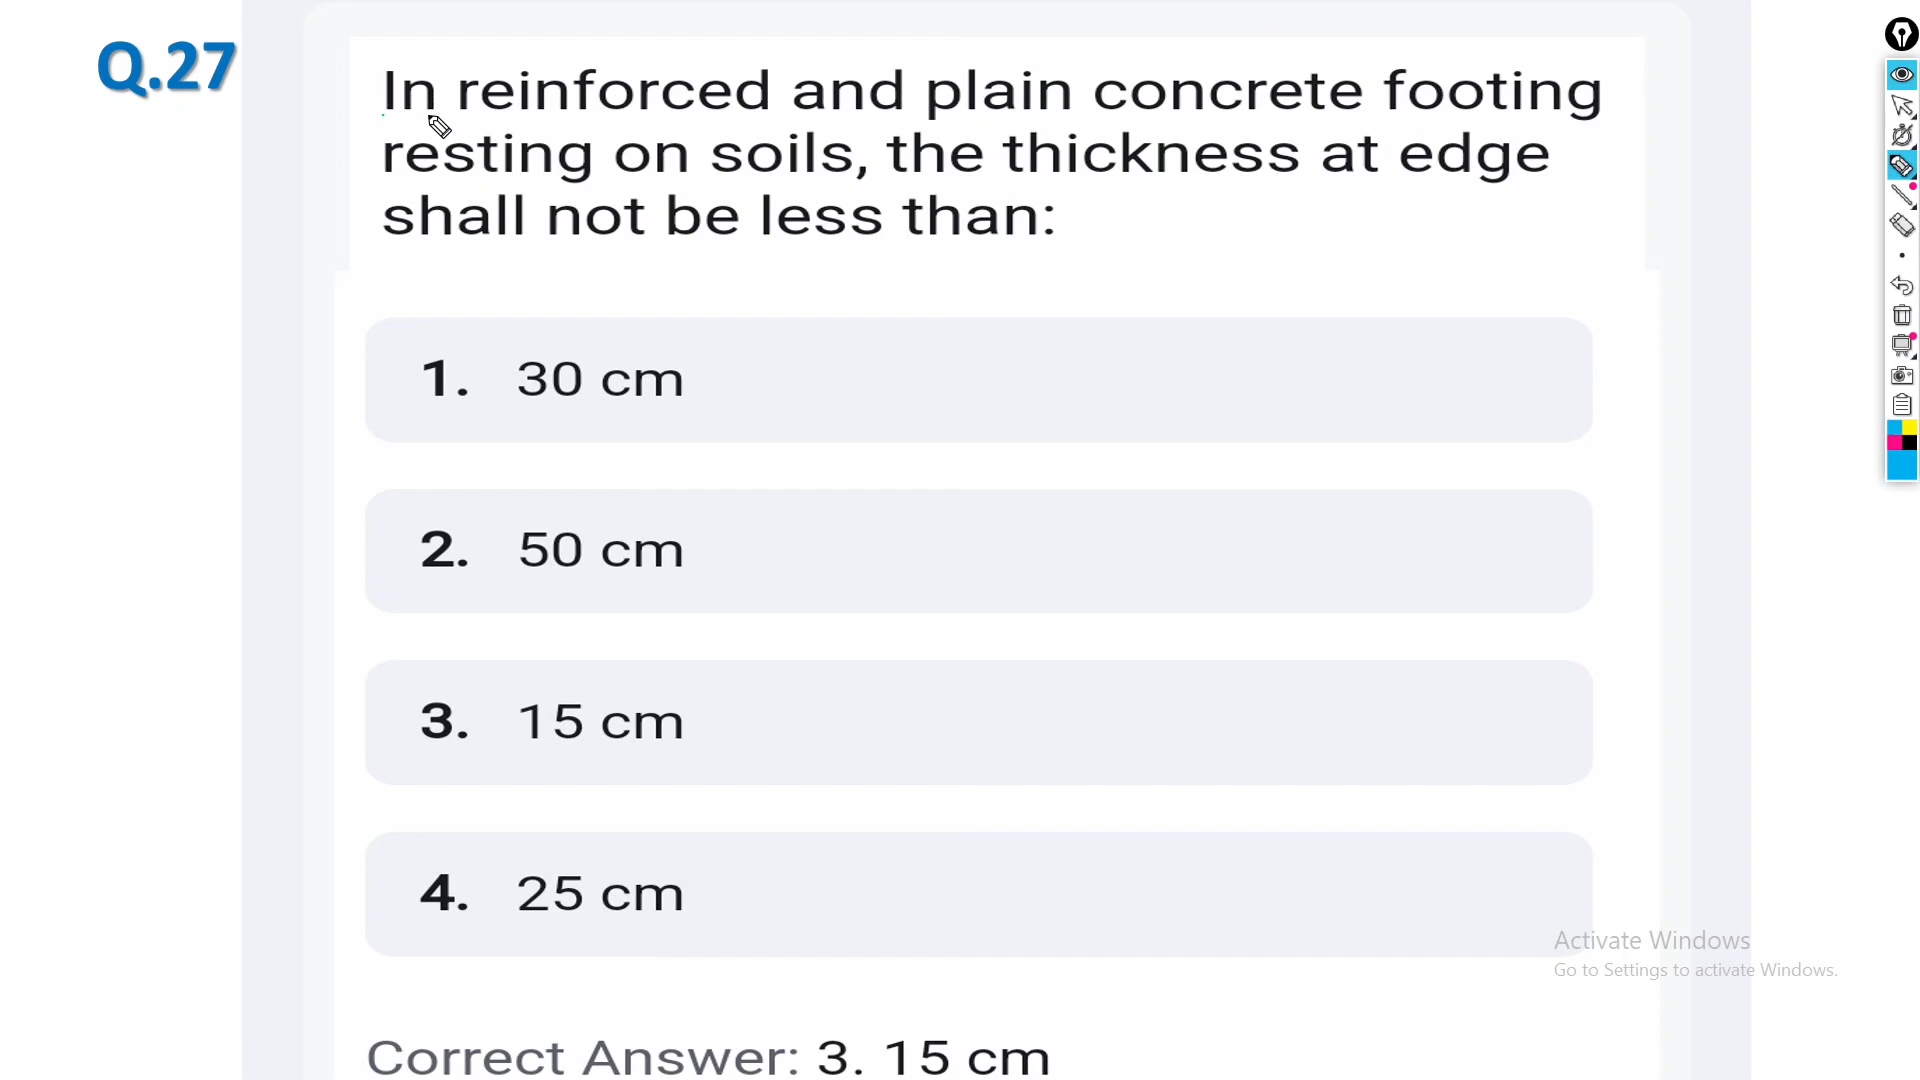 Q.27
In reinforced and plain concrete footing
resting on soils, the thickness at edge
shall not be less than:
1. 30 cm
2. 50 cm
3. 15 cm
4. 25 cm
Activate Windows
Go to Settings to activate Windows.
Correct Answer: 3. 15 cm